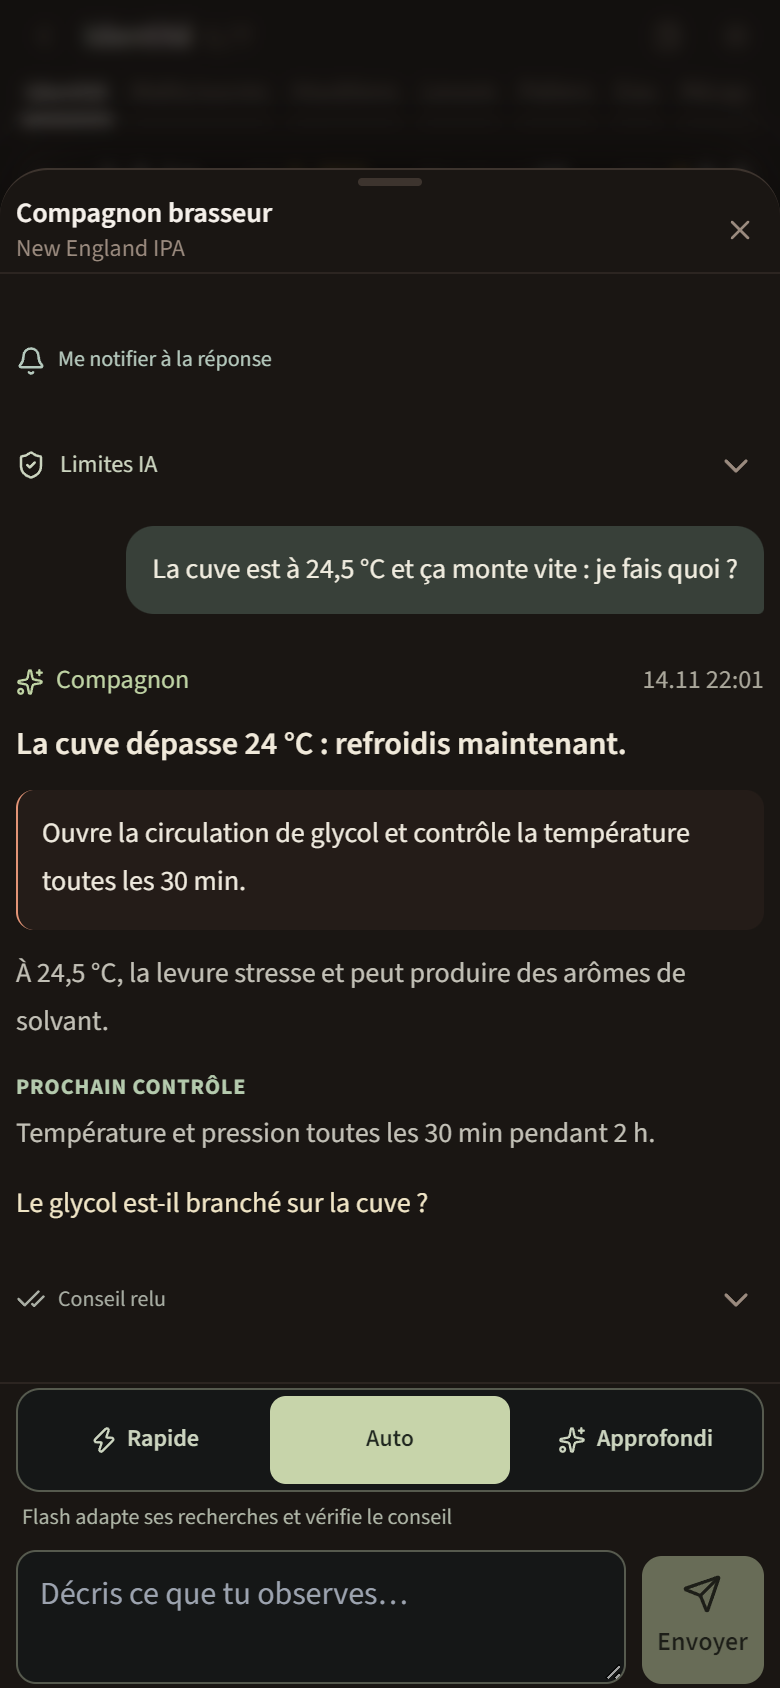 Compagnon brasseur
New England IPA
Me notifier à la réponse
Limites IA
La cuve est à 24,5 °C et ça monte vite : je fais quoi ?
Compagnon
14.11 22:01
La cuve dépasse 24 °C : refroidis maintenant.
Ouvre la circulation de glycol et contrôle la température
toutes les 30 min.
À 24,5 °C, la levure stresse et peut produire des arômes de
solvant.
PROCHAIN CONTRÔLE
Température et pression toutes les 30 min pendant 2 h.
Le glycol est-il branché sur la cuve ?
Conseil relu
Rapide
Auto
Approfondi
Flash adapte ses recherches et vérifie le conseil
Décris ce que tu observes…
Envoyer